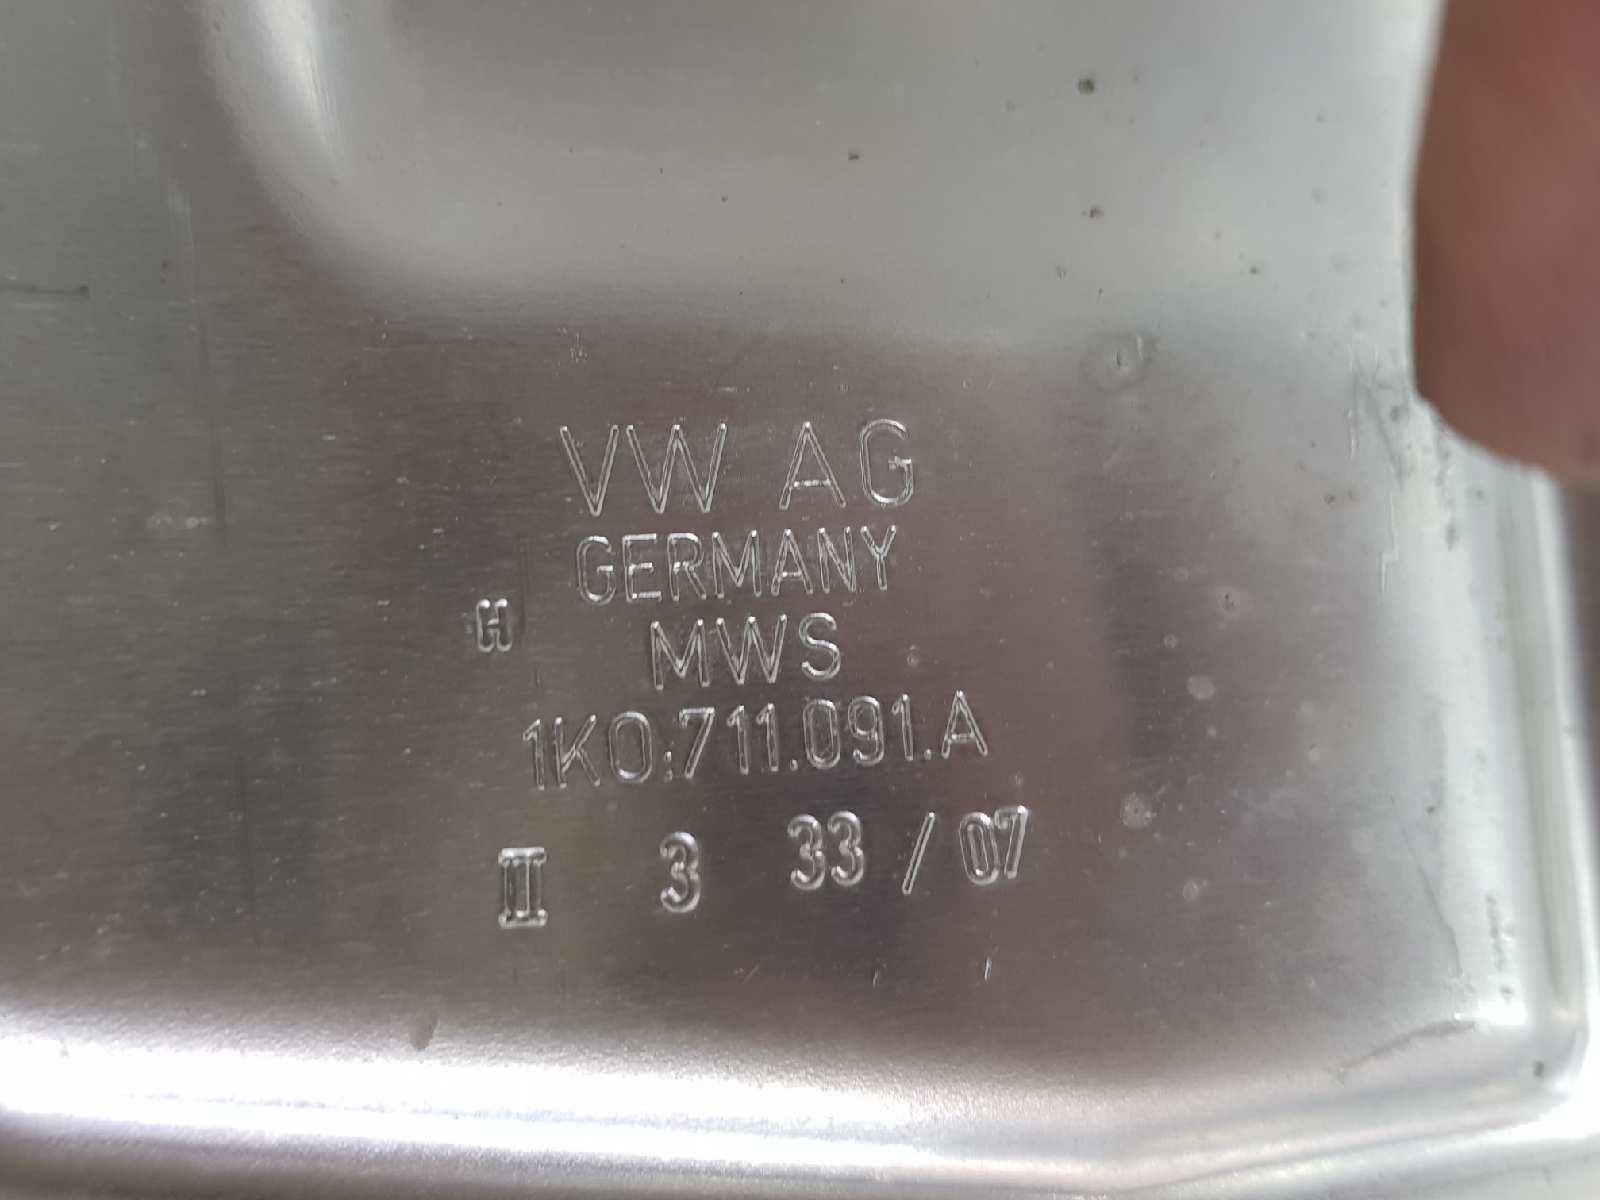 VW AG
GERMANY
H
MWS
1K0.711.091.A
II 3 33 / 07